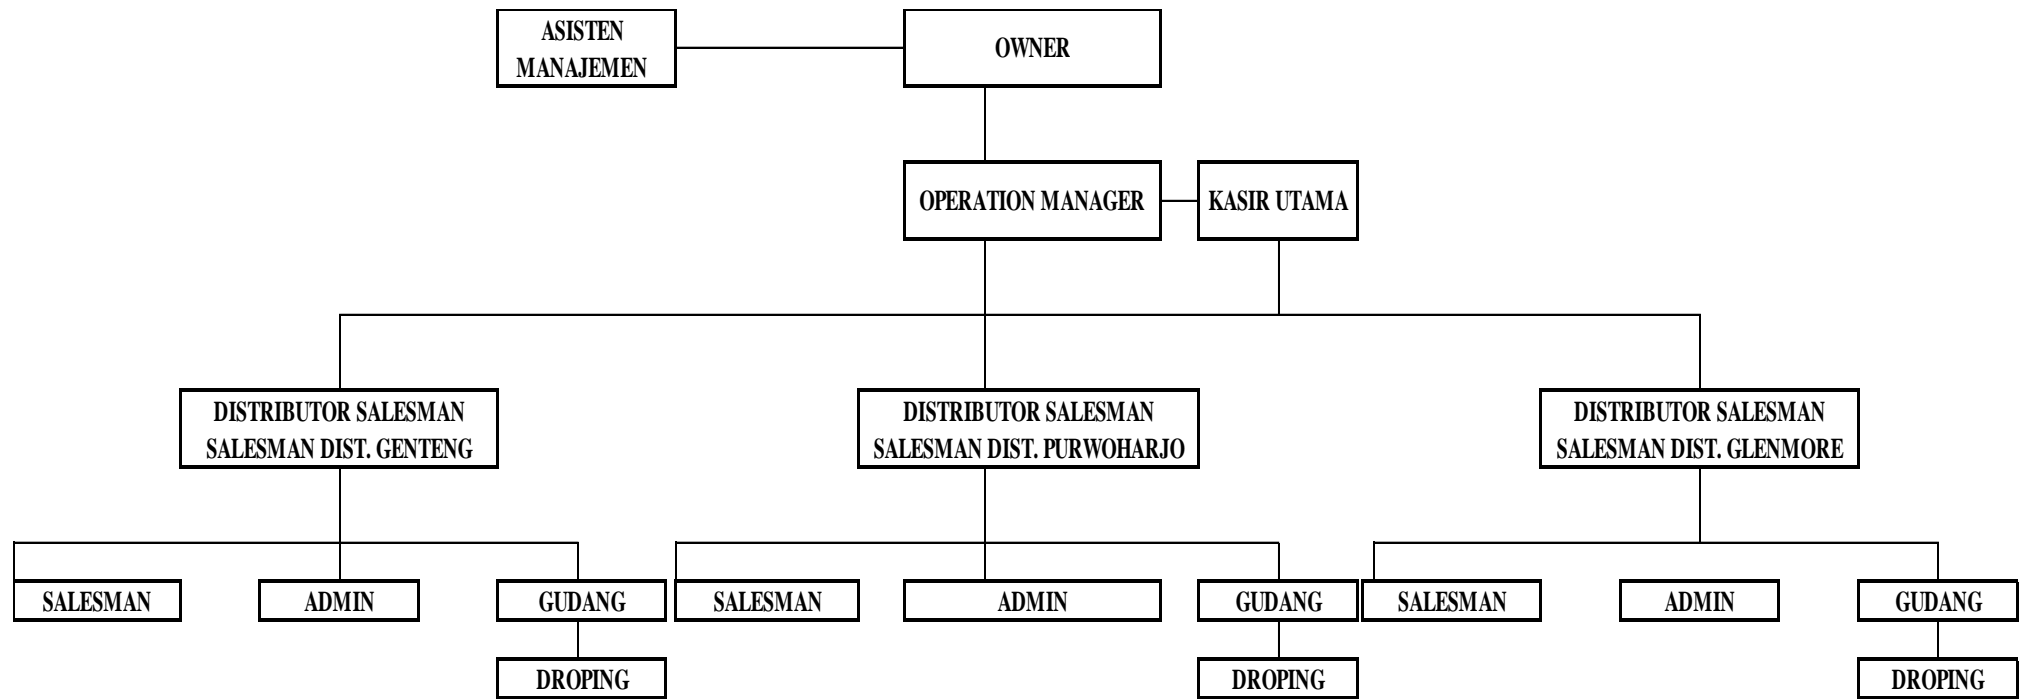 ASISTEN
MANAJEMEN
OWNER
OPERATION MANAGER
KASIR UTAMA
DISTRIBUTOR SALESMAN
SALESMAN DIST. GENTENG
DISTRIBUTOR SALESMAN
SALESMAN DIST. PURWOHARJO
DISTRIBUTOR SALESMAN
SALESMAN DIST. GLENMORE
SALESMAN
ADMIN
GUDANG
SALESMAN
ADMIN
GUDANG
SALESMAN
ADMIN
GUDANG
DROPING
DROPING
DROPING